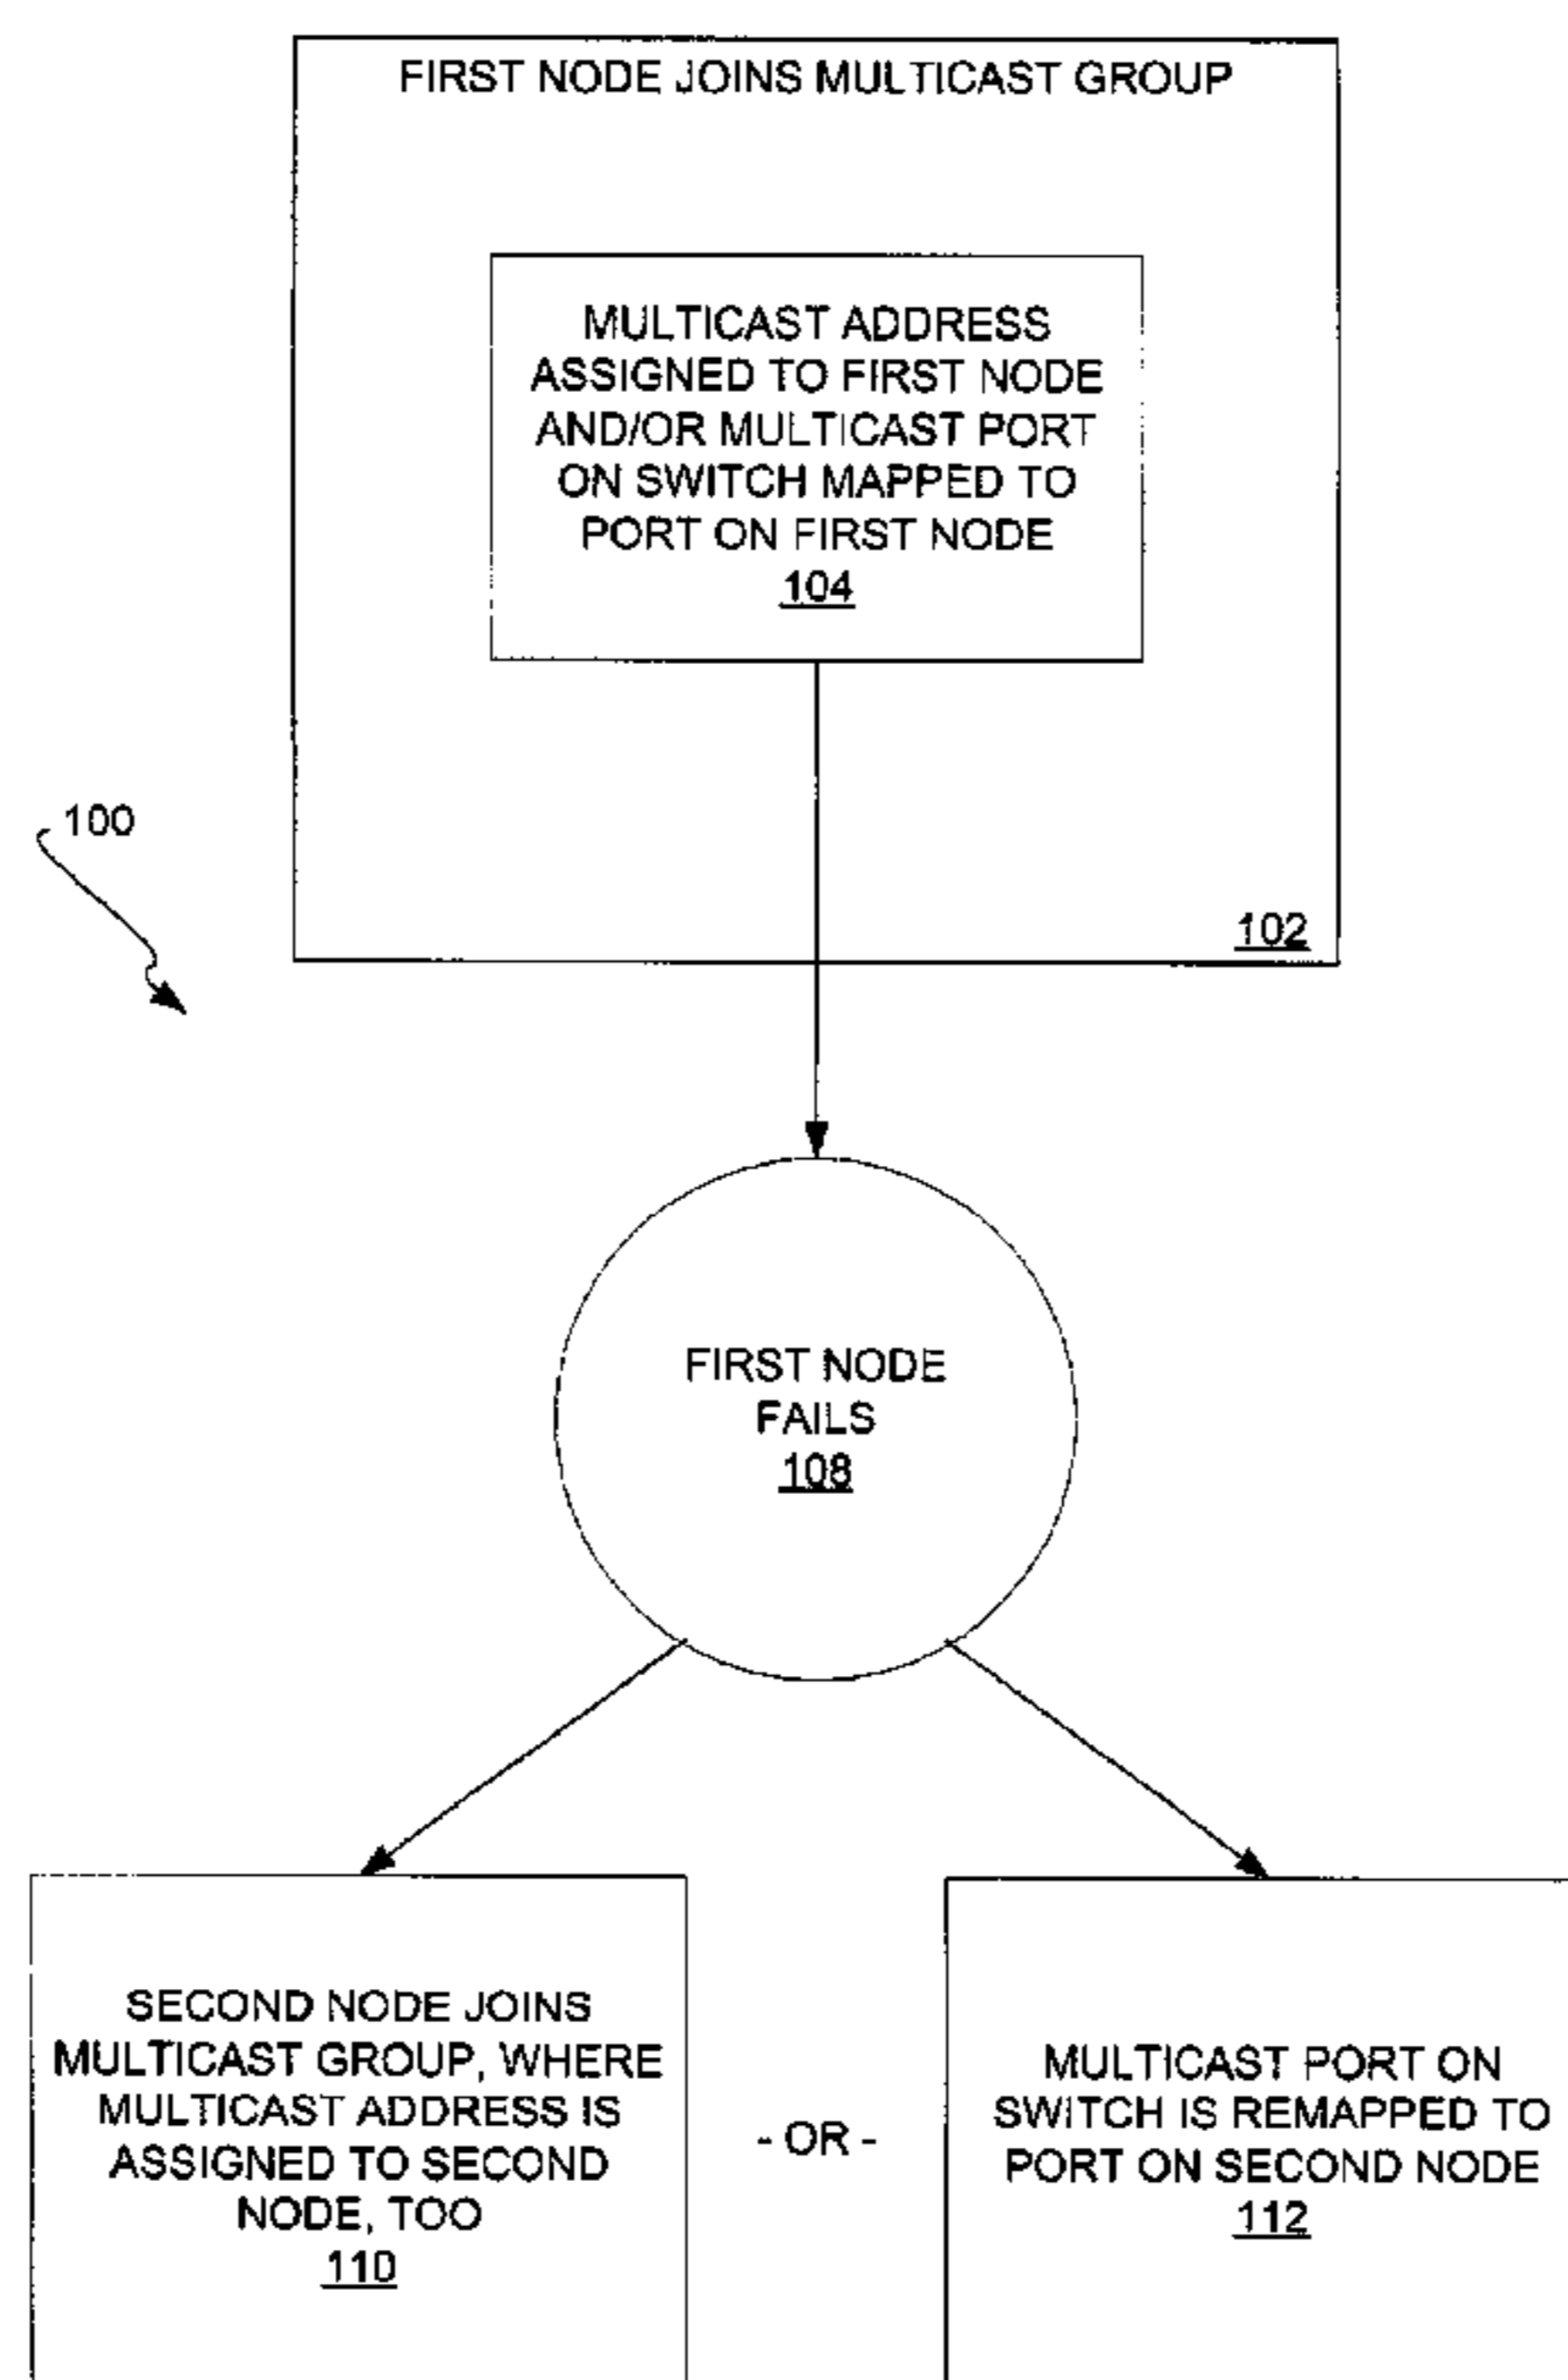 FIRST NODE JOINS MULTICAST GROUP
MULTICAST ADDRESS
ASSIGNED TO FIRST NODE
AND/OR MULTICAST PORT
ON SWITCH MAPPED TO
PORT ON FIRST NODE
104
100
102
FIRST NODE
FAILS
108
SECOND NODE JOINS
MULTICAST GROUP, WHERE
MULTICAST ADDRESS IS
ASSIGNED TO SECOND
NODE, TOO
110
- OR -
MULTICAST PORT ON
SWITCH IS REMAPPED TO
PORT ON SECOND NODE
112